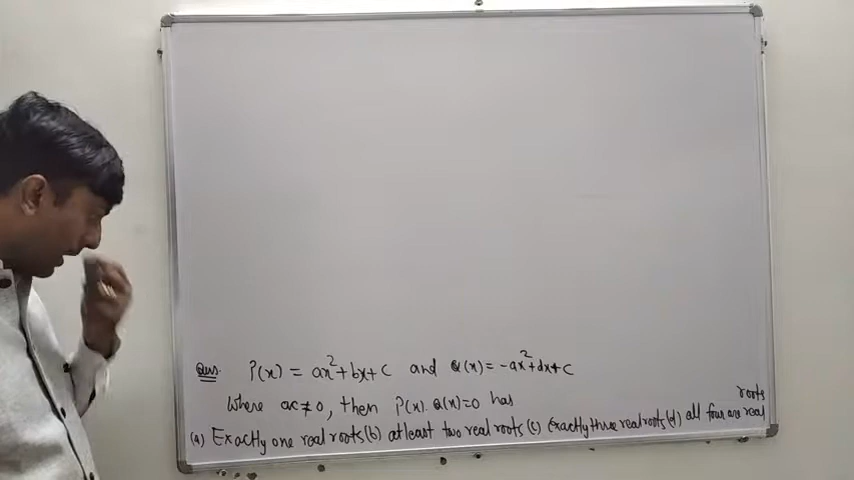 Ques. P(x) = ax²+bx+c and Q(x)= -ax²+dx+c
where ac≠0, then P(x). Q(x)=0 has
(a) Exactly one real roots (b) atleast two real roots (c) Exactly three real roots (d) all four are real roots